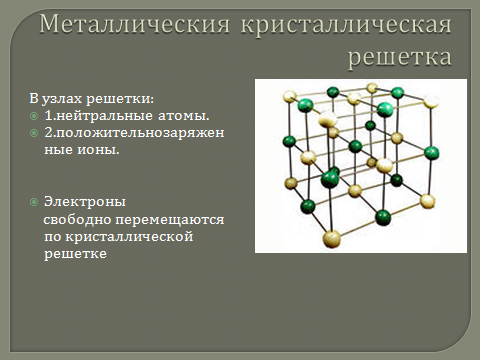 Металлическия кристаллическая
решетка
В узлах решетки:
1.нейтральные атомы.
2.положительнозаряжен
ные ионы.
Электроны
свободно перемещаются
по кристаллической
решетке